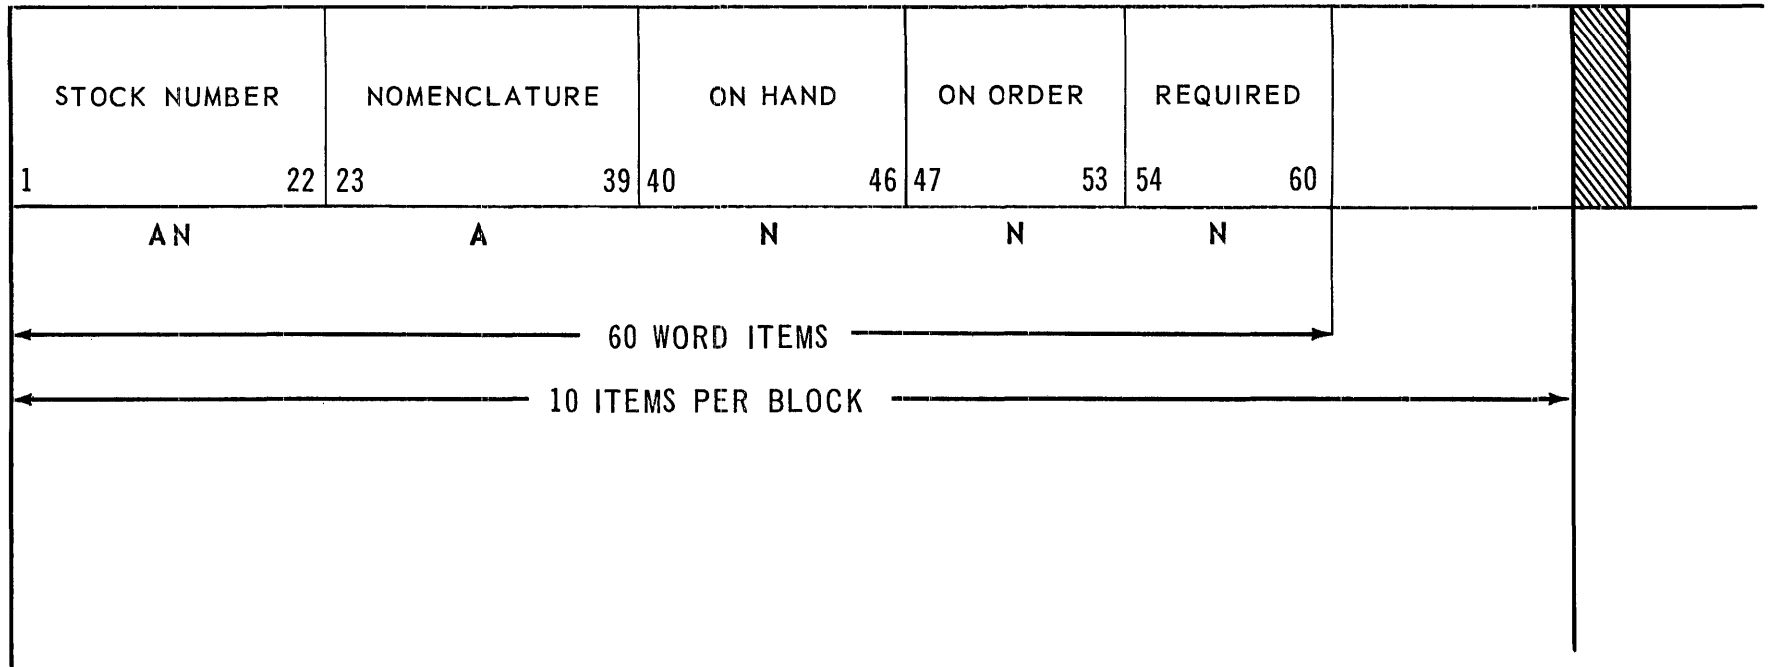 STOCK NUMBER NOMENCLATURE ON HAND ON ORDER REQUIRED
1 22 23 39 40 46 47 53 54 60
AN A N N N
60 WORD ITEMS
10 ITEMS PER BLOCK